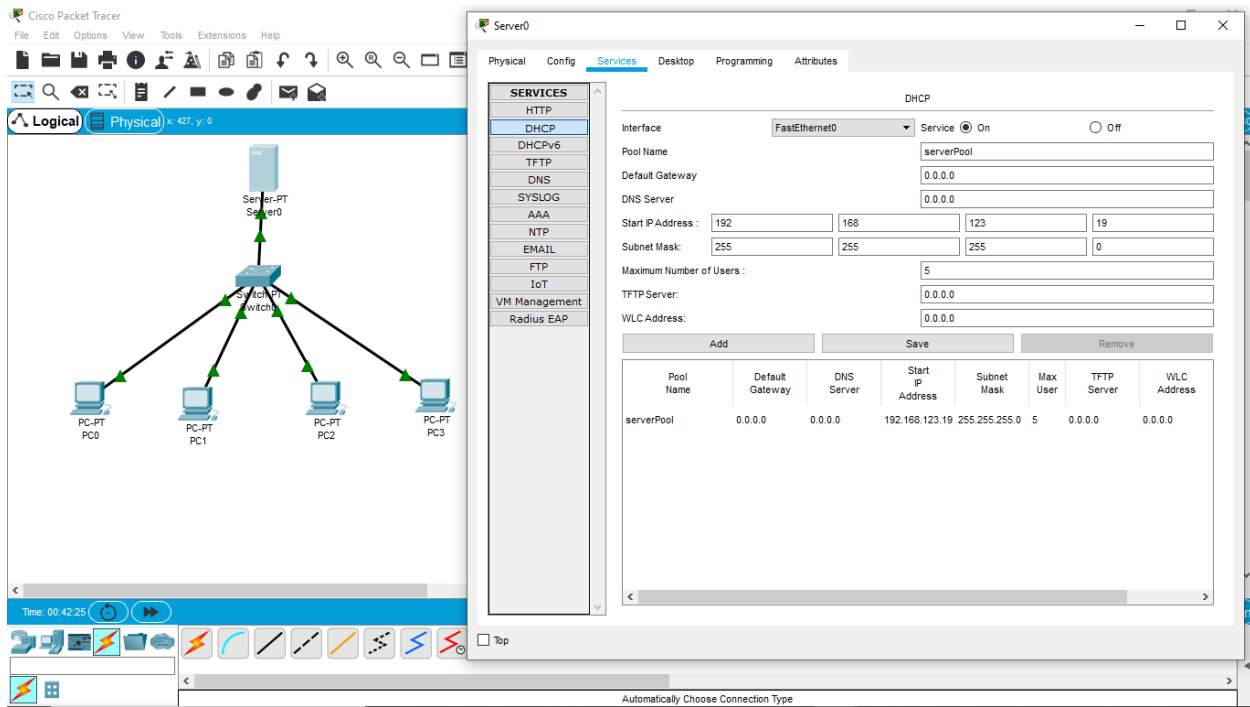 Cisco Packet Tracer
File Edit Options View Tools Extensions Help
Logical Physical x: 427, y: 0
Server-PT
Server0
Switch-PT
Switch0
PC-PT
PC0
PC-PT
PC1
PC-PT
PC2
PC-PT
PC3
Time: 00:42:25
Automatically Choose Connection Type
Server0
Physical Config Services Desktop Programming Attributes
SERVICES
HTTP
DHCP
DHCPv6
TFTP
DNS
SYSLOG
AAA
NTP
EMAIL
FTP
IoT
VM Management
Radius EAP
DHCP
Interface FastEthernet0 Service On Off
Pool Name serverPool
Default Gateway 0.0.0.0
DNS Server 0.0.0.0
Start IP Address : 192 168 123 19
Subnet Mask: 255 255 255 0
Maximum Number of Users : 5
TFTP Server: 0.0.0.0
WLC Address: 0.0.0.0
Add Save Remove
Pool Name Default Gateway DNS Server Start IP Address Subnet Mask Max User TFTP Server WLC Address
serverPool 0.0.0.0 0.0.0.0 192.168.123.19 255.255.255.0 5 0.0.0.0 0.0.0.0
Top